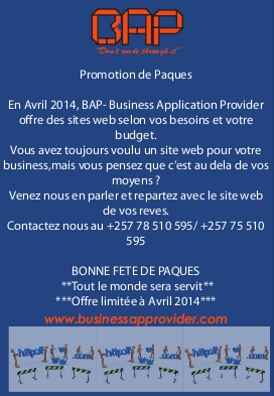 BAP
"Don't wade through it"
Promotion de Paques
En Avril 2014, BAP- Business Application Provider
offre des sites web selon vos besoins et votre
budget.
Vous avez toujours voulu un site web pour votre
business,mais vous pensez que c'est au dela de vos
moyens ?
Venez nous en parler et repartez avec le site web
de vos reves.
Contactez nous au +257 78 510 595/ +257 75 510
595
BONNE FETE DE PAQUES
**Tout le monde sera servit**
***Offre limitée à Avril 2014***
www.businessapprovider.com